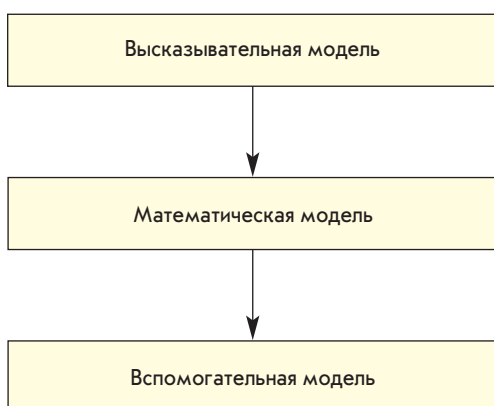 Высказывательная модель
Математическая модель
Вспомогательная модель